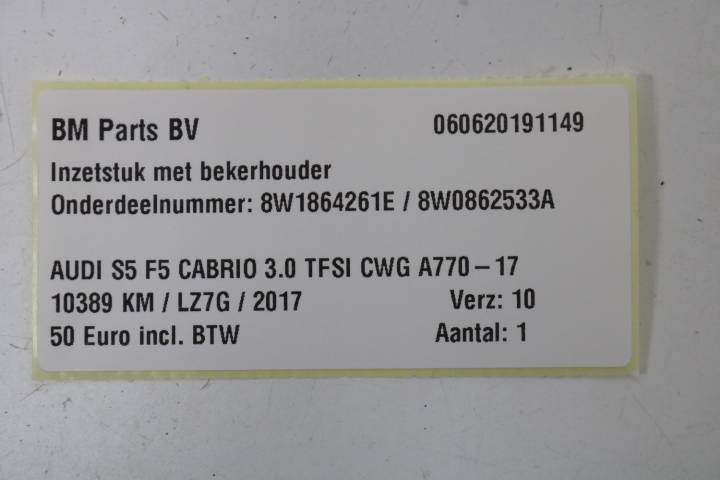 BM Parts BV 060620191149
Inzetstuk met bekerhouder
Onderdeelnummer: 8W1864261E / 8W0862533A
AUDI S5 F5 CABRIO 3.0 TFSI CWG A770 – 17
10389 KM / LZ7G / 2017 Verz: 10
50 Euro incl. BTW Aantal: 1